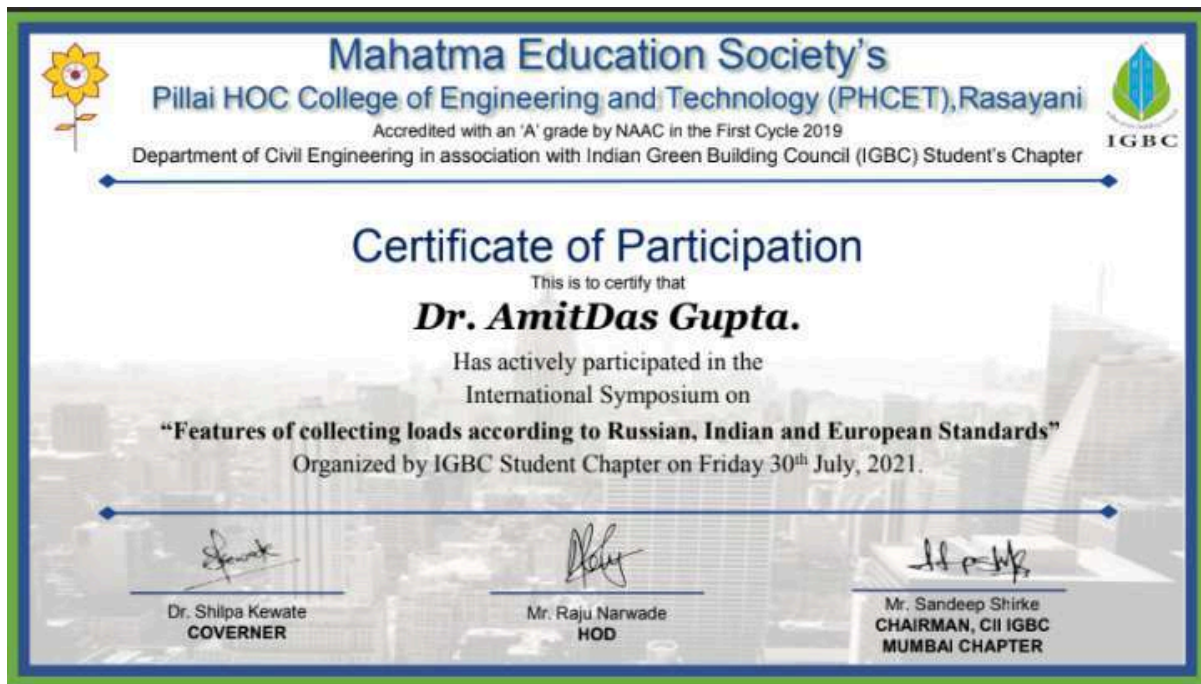 Mahatma Education Society's
Pillai HOC College of Engineering and Technology (PHCET),Rasayani
Accredited with an 'A' grade by NAAC in the First Cycle 2019
Department of Civil Engineering in association with Indian Green Building Council (IGBC) Student's Chapter
IGBC
Certificate of Participation
This is to certify that
Dr. AmitDas Gupta.
Has actively participated in the
International Symposium on
“Features of collecting loads according to Russian, Indian and European Standards”
Organized by IGBC Student Chapter on Friday 30th July, 2021.
Dr. Shilpa Kewate
COVERNER
Mr. Raju Narwade
HOD
Mr. Sandeep Shirke
CHAIRMAN, CII IGBC
MUMBAI CHAPTER